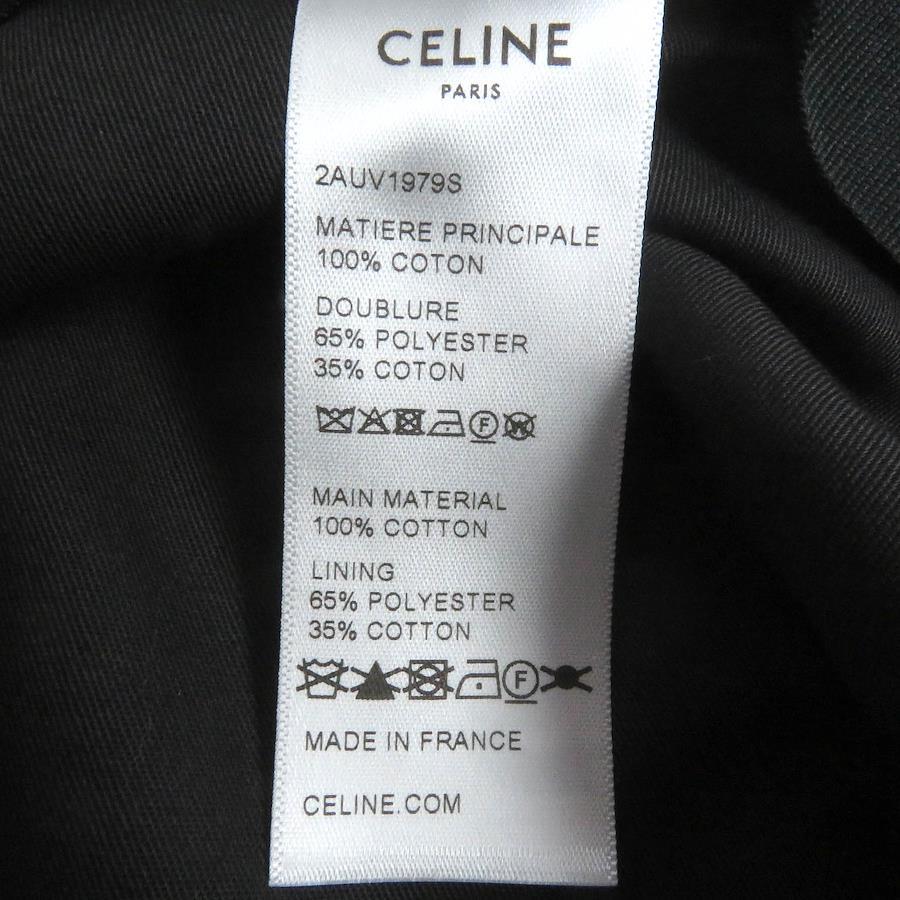 CELINE
PARIS
2AUV1979S
MATIERE PRINCIPALE
100% COTON
DOUBLURE
65% POLYESTER
35% COTON
F W
MAIN MATERIAL
100% COTTON
LINING
65% POLYESTER
35% COTTON
F
MADE IN FRANCE
CELINE.COM